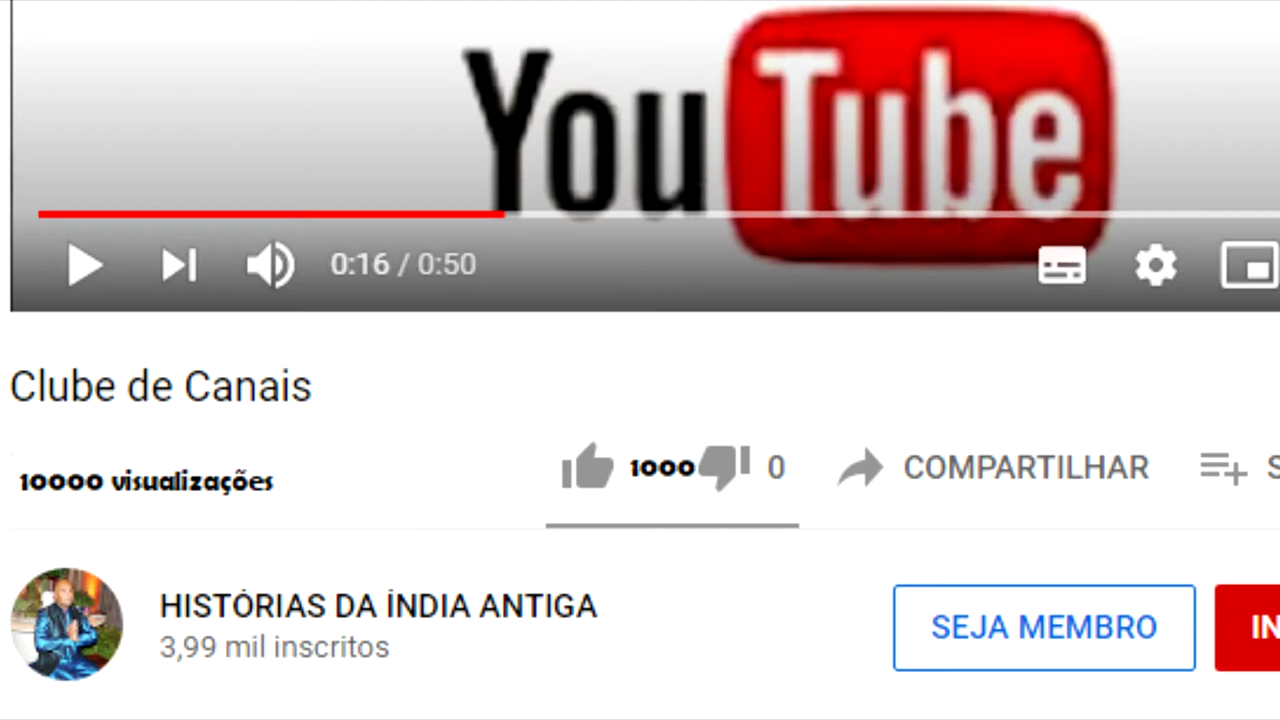 YouTube
0:16 / 0:50
Clube de Canais
10000 visualizações
1000 0 COMPARTILHAR S
HISTÓRIAS DA ÍNDIA ANTIGA
3,99 mil inscritos
SEJA MEMBRO
IN